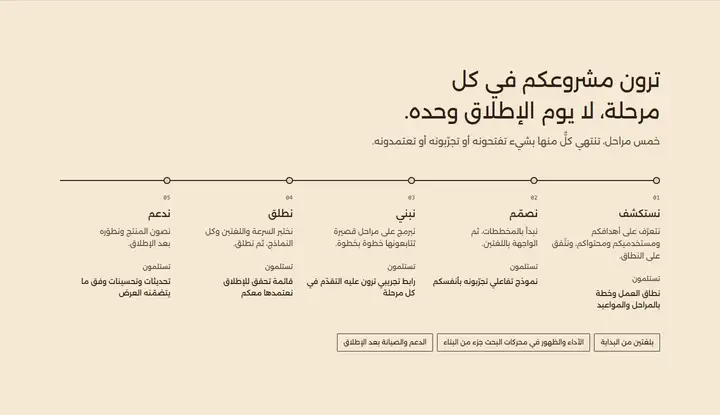 ترون مشروعكم في كل
مرحلة، لا يوم الإطلاق وحده.
خمس مراحل، تنتهي كلٌّ منها بشيء تفتحونه أو تجرّبونه أو تعتمدونه.
01
نستكشف
نتعرّف على أهدافكم
ومستخدميكم ومحتواكم، ونتّفق
على النطاق.
تستلمون
نطاق العمل وخطة
بالمراحل والمواعيد
02
نصمّم
نبدأ بالمخططات، ثم
الواجهة باللغتين.
تستلمون
نموذج تفاعلي تجرّبونه بأنفسكم
03
نبني
نبرمج على مراحل قصيرة
تتابعونها خطوة بخطوة.
تستلمون
رابط تجريبي ترون عليه التقدّم في
كل مرحلة
04
نطلق
نختبر السرعة واللغتين وكل
النماذج، ثم نطلق.
تستلمون
قائمة تحقق للإطلاق
نعتمدها معكم
05
ندعم
نصون المنتج ونطوّره
بعد الإطلاق.
تستلمون
تحديثات وتحسينات وفق ما
يتضمّنه العرض
بلغتين من البداية
الأداء والظهور في محركات البحث جزء من البناء
الدعم والصيانة بعد الإطلاق